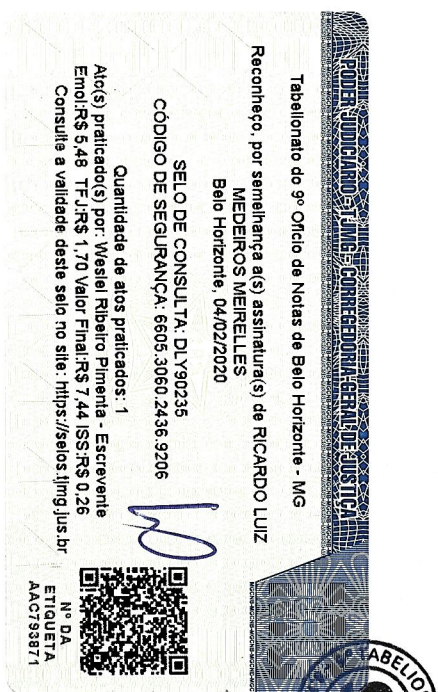 PODER JUDICIÁRIO - TJMG - CORREGEDORIA-GERAL DE JUSTIÇA
Tabelionato do 9º Ofício de Notas de Belo Horizonte - MG
Reconheço, por semelhança a(s) assinatura(s) de RICARDO LUIZ
MEDEIROS MEIRELLES
Belo Horizonte, 04/02/2020
SELO DE CONSULTA: DLY90235
CÓDIGO DE SEGURANÇA: 6605.3060.2436.9206
Quantidade de atos praticados: 1
Ato(s) praticado(s) por: Wesiel Ribeiro Pimenta - Escrevente
Emol:R$ 5,48 TFJ:R$ 1,70 Valor Final:R$ 7,44 ISS:R$ 0,26
Consulte a validade deste selo no site: https://selos.tjmg.jus.br
Nº DA
ETIQUETA
AAC793871
TABELIO